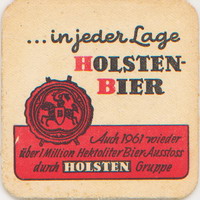 ...in jeder Lage
HOLSTEN-
BIER
Auch 1961 wieder
über 1 Million Hektoliter Bier-Ausstoss
durch HOLSTEN Gruppe